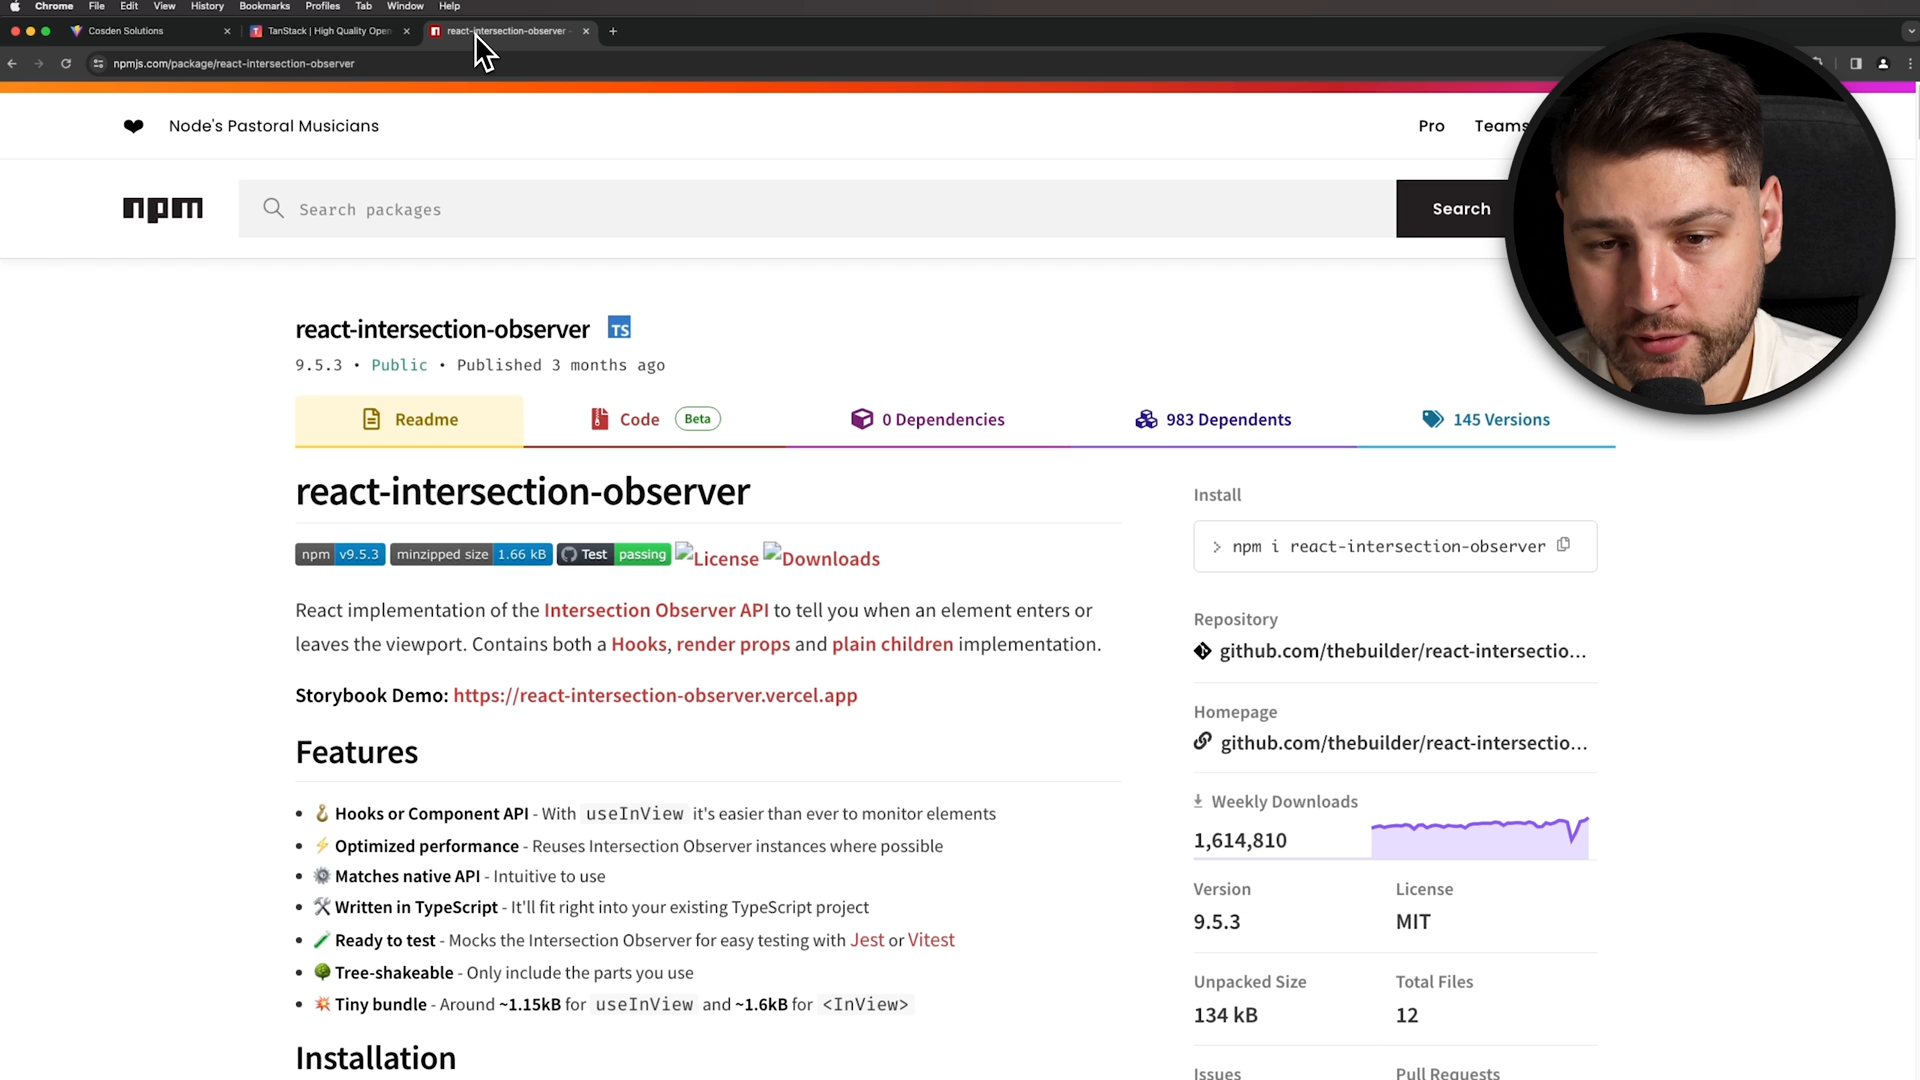 Chrome File Edit View History Bookmarks Profiles Tab Window Help
Cosden Solutions
TanStack | High Quality Open
react-intersection-observer -
npmjs.com/package/react-intersection-observer
Node's Pastoral Musicians
Pro
Teams
npm
Search packages
Search
react-intersection-observer TS
9.5.3 • Public • Published 3 months ago
Readme
Code Beta
0 Dependencies
983 Dependents
145 Versions
react-intersection-observer
npm v9.5.3 minzipped size 1.66 kB Test passing License Downloads
React implementation of the Intersection Observer API to tell you when an element enters or
leaves the viewport. Contains both a Hooks, render props and plain children implementation.
Storybook Demo: https://react-intersection-observer.vercel.app
Features
• 🪝 Hooks or Component API - With useInView it's easier than ever to monitor elements
• ⚡ Optimized performance - Reuses Intersection Observer instances where possible
• ⚙️ Matches native API - Intuitive to use
• 🛠 Written in TypeScript - It'll fit right into your existing TypeScript project
• 🧪 Ready to test - Mocks the Intersection Observer for easy testing with Jest or Vitest
• 🌳 Tree-shakeable - Only include the parts you use
• 💥 Tiny bundle - Around ~1.15kB for useInView and ~1.6kB for <InView>
Installation
Install
> npm i react-intersection-observer
Repository
github.com/thebuilder/react-intersectio...
Homepage
github.com/thebuilder/react-intersectio...
Weekly Downloads
1,614,810
Version
License
9.5.3
MIT
Unpacked Size
Total Files
134 kB
12
Issues
Pull Requests